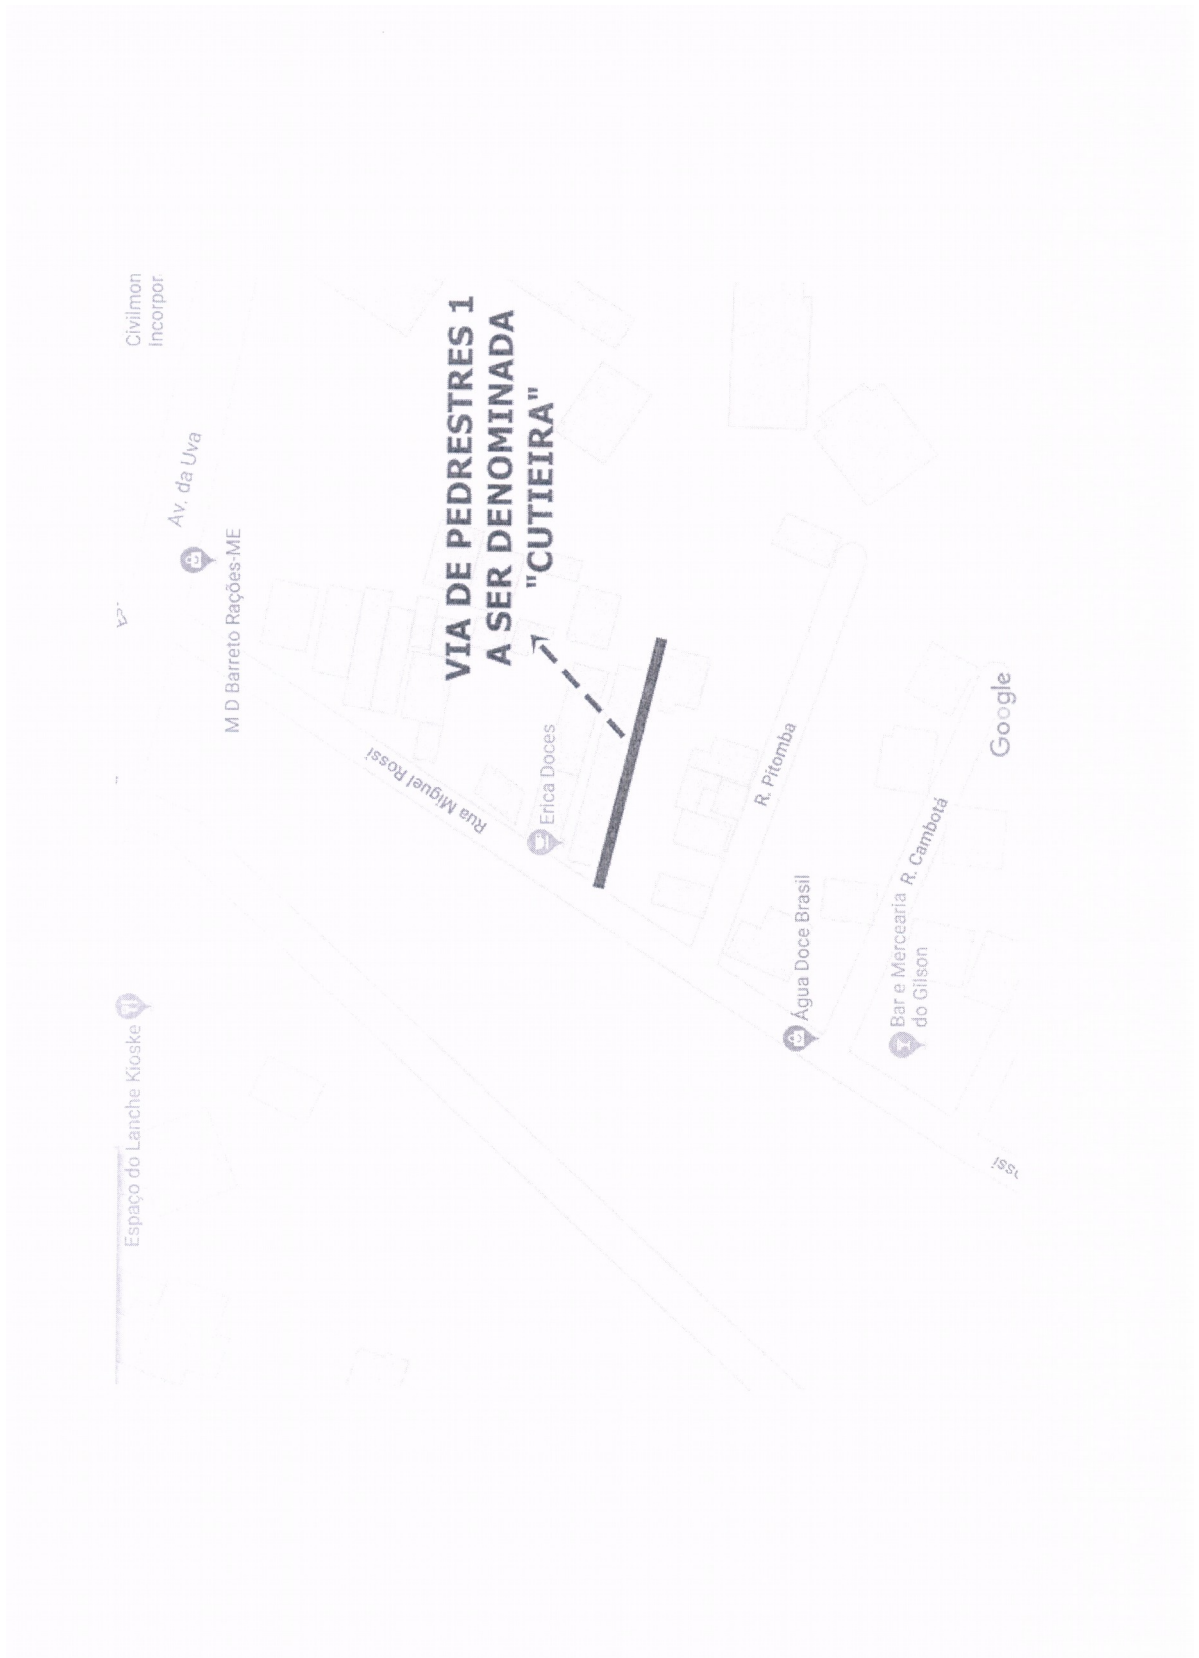 Espaço do Lanche Kioske
Civilmon
Incorpor
Av. da Uva
M D Barreto Rações-ME
Rua Miguel Rossi
VIA DE PEDRESTRES 1
A SER DENOMINADA
"CUTIEIRA"
Erica Doces
R. Pitomba
Água Doce Brasil
Bar e Mercearia
do Gilson
R. Cambotá
Google